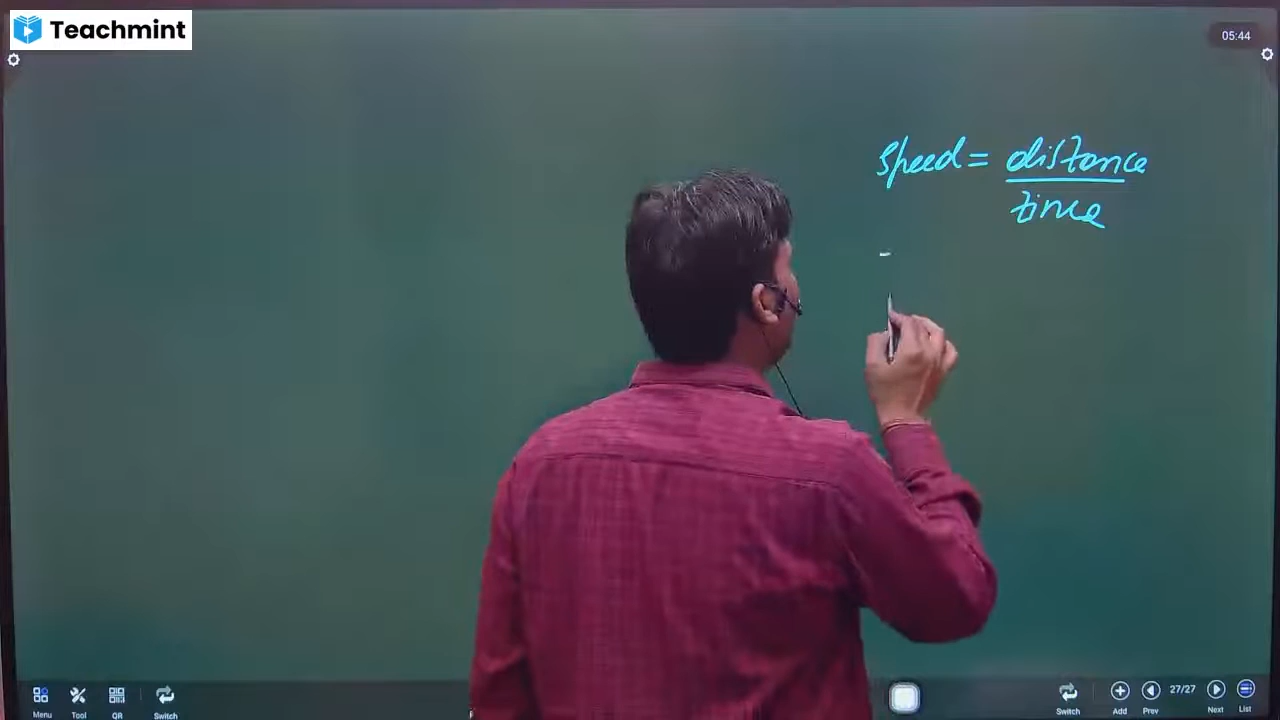 Teachmint
05:44
Speed = distance
time
Menu
Tool
QR
Switch
Switch
Add
Prev
27/27
Next
List